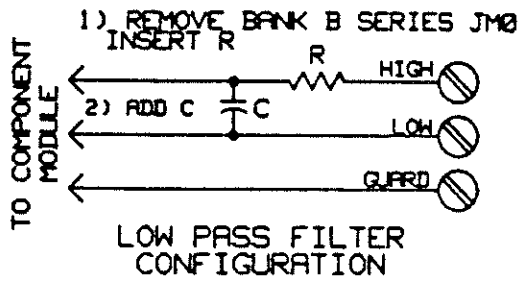 1) REMOVE BANK B SERIES JM0
INSERT R
R
HIGH
2) ADD C
C
LOW
GUARD
TO COMPONENT
MODULE
LOW PASS FILTER
CONFIGURATION